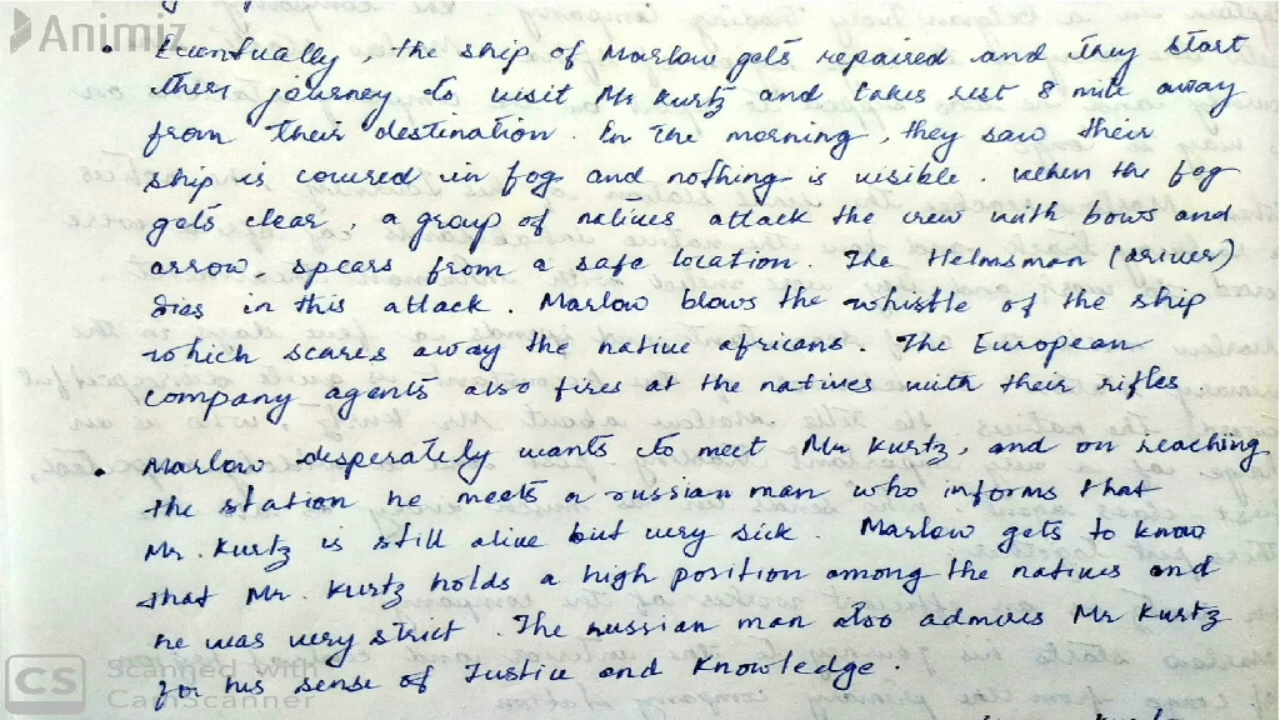 Animiz
• Eventually, the ship of Marlow gets repaired and they start
their journey to visit Mr Kurtz and takes rest 8 mile away
from their destination. In the morning, they saw their
ship is covered in fog and nothing is visible. When the fog
gets clear, a group of natives attack the crew with bows and
arrow, spears from a safe location. The Helmsman (driver)
dies in this attack. Marlow blows the whistle of the ship
which scares away the native africans. The European
company agents also fires at the natives with their rifles.
• Marlow desperately wants to meet Mr Kurtz, and on reaching
the station he meets a russian man who informs that
Mr. Kurtz is still alive but very sick. Marlow gets to know
that Mr. Kurtz holds a high position among the natives and
he was very strict. The russian man also admires Mr Kurtz
for his sense of Justice and Knowledge.
CS Scanned with
CamScanner